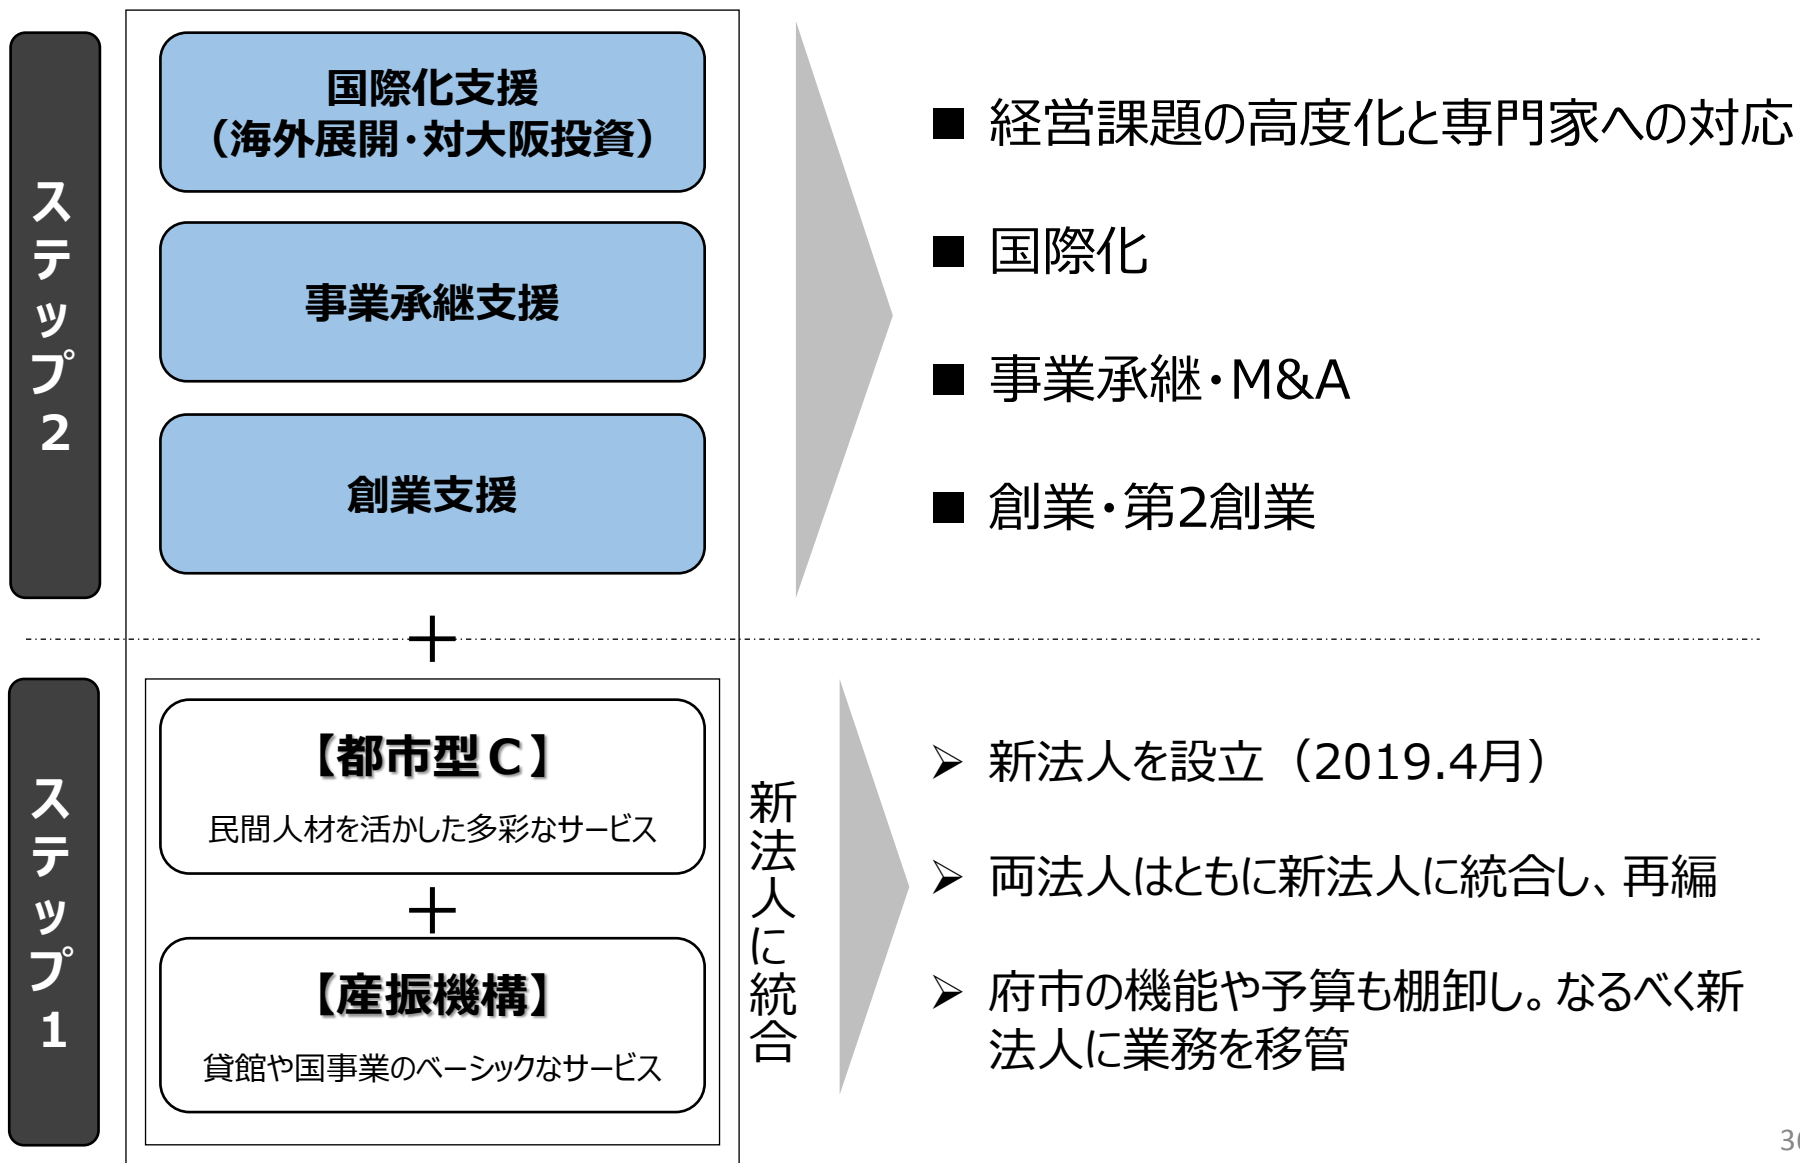 ステップ2
国際化支援
（海外展開・対大阪投資）
事業承継支援
創業支援
■ 経営課題の高度化と専門家への対応
■ 国際化
■ 事業承継・M&A
■ 創業・第2創業
＋
ステップ1
【都市型Ｃ】
民間人材を活かした多彩なサービス
＋
【産振機構】
貸館や国事業のベーシックなサービス
新法人に統合
➢ 新法人を設立（2019.4月）
➢ 両法人はともに新法人に統合し、再編
➢ 府市の機能や予算も棚卸し。なるべく新
法人に業務を移管